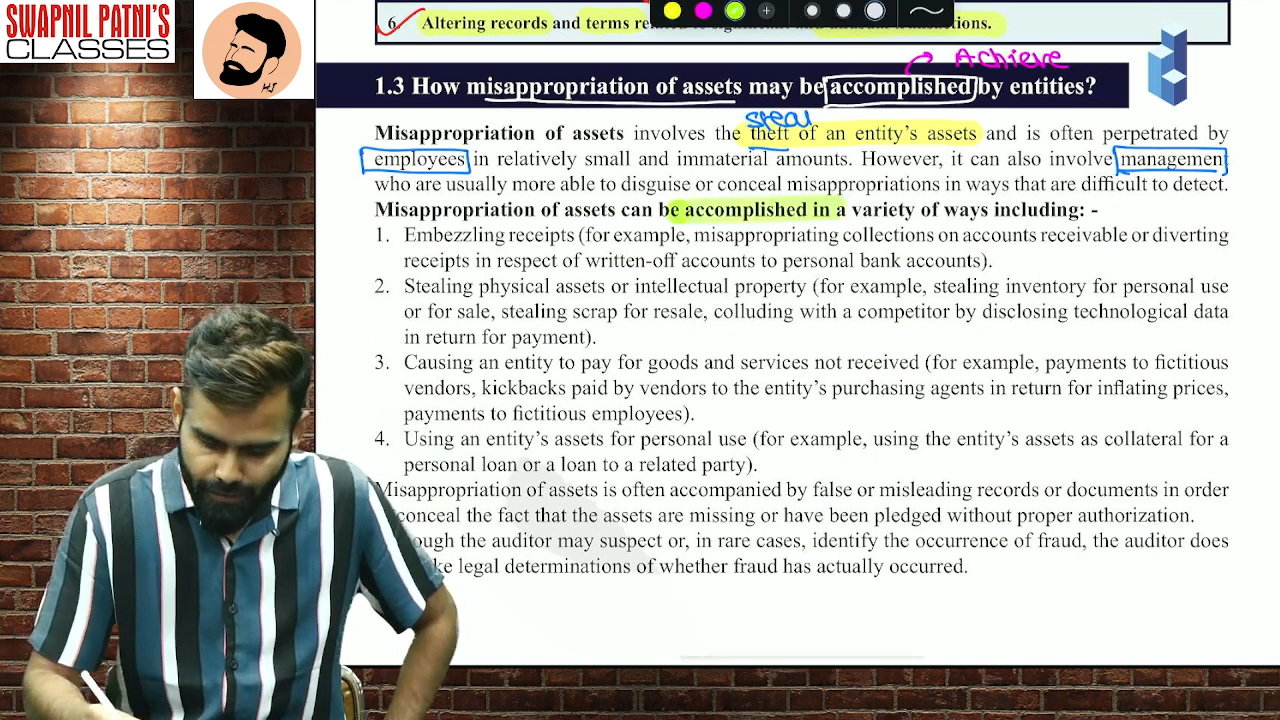 SWAPNIL PATNI'S
CLASSES
HJ
6. Altering records and terms
Achieve
1.3 How misappropriation of assets may be accomplished by entities?
steal
Misappropriation of assets involves the theft of an entity's assets and is often perpetrated by
employees in relatively small and immaterial amounts. However, it can also involve managemen
who are usually more able to disguise or conceal misappropriations in ways that are difficult to detect.
Misappropriation of assets can be accomplished in a variety of ways including: -
1. Embezzling receipts (for example, misappropriating collections on accounts receivable or diverting
receipts in respect of written-off accounts to personal bank accounts).
2. Stealing physical assets or intellectual property (for example, stealing inventory for personal use
or for sale, stealing scrap for resale, colluding with a competitor by disclosing technological data
in return for payment).
3. Causing an entity to pay for goods and services not received (for example, payments to fictitious
vendors, kickbacks paid by vendors to the entity's purchasing agents in return for inflating prices,
payments to fictitious employees).
4. Using an entity's assets for personal use (for example, using the entity's assets as collateral for a
personal loan or a loan to a related party).
Misappropriation of assets is often accompanied by false or misleading records or documents in order
conceal the fact that the assets are missing or have been pledged without proper authorization.
ough the auditor may suspect or, in rare cases, identify the occurrence of fraud, the auditor does
ke legal determinations of whether fraud has actually occurred.